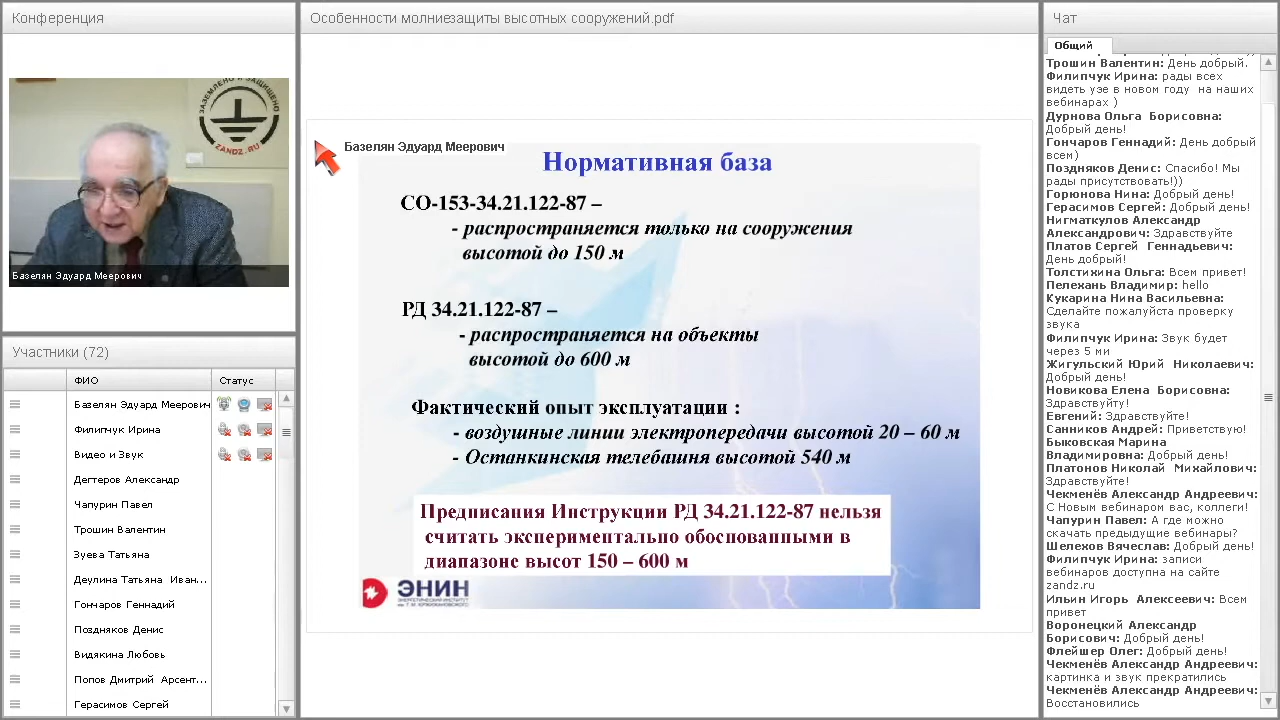 Конференция
ЗАЗЕМЛЕНО И ЗАЩИЩЕНО
ZANDZ.RU
Базелян Эдуард Меерович
Участники (72)
ФИО Статус
Базелян Эдуард Меерович
Филипчук Ирина
Видео и Звук
Дегтеров Александр
Чапурин Павел
Трошин Валентин
Зуева Татьяна
Деулина Татьяна Иван...
Гончаров Геннадий
Поздняков Денис
Видякина Любовь
Попов Дмитрий Арсент...
Герасимов Сергей
Особенности молниезащиты высотных сооружений.pdf
Базелян Эдуард Меерович
Нормативная база
СО-153-34.21.122-87 –
- распространяется только на сооружения
высотой до 150 м
РД 34.21.122-87 –
- распространяется на объекты
высотой до 600 м
Фактический опыт эксплуатации :
- воздушные линии электропередачи высотой 20 – 60 м
- Останкинская телебашня высотой 540 м
Предписания Инструкции РД 34.21.122-87 нельзя
считать экспериментально обоснованными в
диапазоне высот 150 – 600 м
ЭНИН
ЭНЕРГЕТИЧЕСКИЙ ИНСТИТУТ
им. Г.М. КРЖИЖАНОВСКОГО
Чат
Общий
Трошин Валентин: День добрый.
Филипчук Ирина: рады всех
видеть узе в новом году на наших
вебинарах )
Дурнова Ольга Борисовна:
Добрый день!
Гончаров Геннадий: День добрый
всем)
Поздняков Денис: Спасибо! Мы
рады присутствовать!))
Горюнова Нина: Добрый день!
Герасимов Сергей: Добрый день!
Нигматкулов Александр
Александрович: Здравствуйте
Платов Сергей Геннадьевич:
День добрый!
Толстихина Ольга: Всем привет!
Пелехань Владимир: hello
Кукарина Нина Васильевна:
Сделайте пожалуйста проверку
звука
Филипчук Ирина: Звук будет
через 5 ми
Жигульский Юрий Николаевич:
Добрый день!
Новикова Елена Борисовна:
Здравствуйту!
Евгений: Здравствуйте!
Санников Андрей: Приветствую!
Быковская Марина
Владимировна: Добрый день!
Платонов Николай Михайлович:
Здравствуйте!
Чекменёв Александр Андреевич:
С Новым вебинаром вас, коллеги!
Чапурин Павел: А где можно
скачать предыдущие вебинары?
Шелехов Вячеслав: Добрый день!
Филипчук Ирина: записи
вебинаров доступна на сайте
zandz.ru
Ильин Игорь Алексеевич: Всем
привет
Воронецкий Александр
Борисович: Добрый день!
Флейшер Олег: Добрый день!
Чекменёв Александр Андреевич:
картинка и звук прекратились
Чекменёв Александр Андреевич:
Восстановились